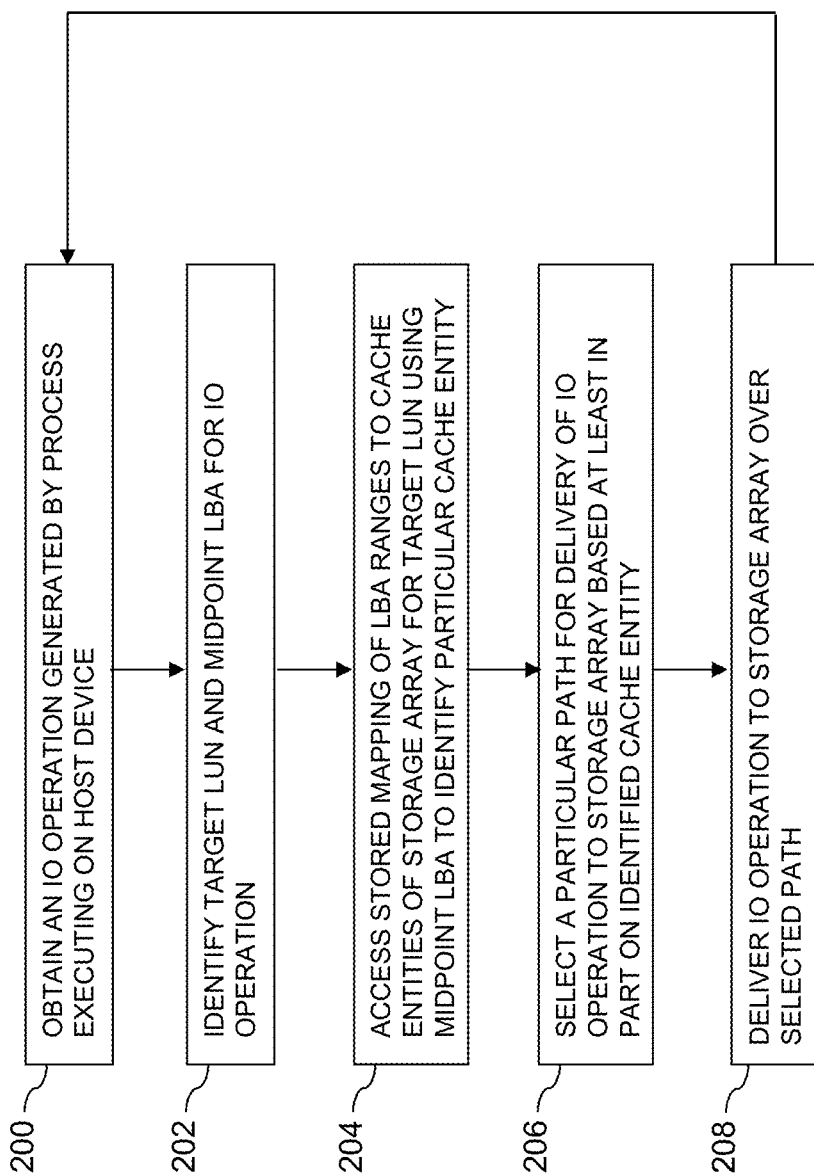 200
OBTAIN AN IO OPERATION GENERATED BY PROCESS
EXECUTING ON HOST DEVICE
202
IDENTIFY TARGET LUN AND MIDPOINT LBA FOR IO
OPERATION
204
ACCESS STORED MAPPING OF LBA RANGES TO CACHE
ENTITIES OF STORAGE ARRAY FOR TARGET LUN USING
MIDPOINT LBA TO IDENTIFY PARTICULAR CACHE ENTITY
206
SELECT A PARTICULAR PATH FOR DELIVERY OF IO
OPERATION TO STORAGE ARRAY BASED AT LEAST IN
PART ON IDENTIFIED CACHE ENTITY
208
DELIVER IO OPERATION TO STORAGE ARRAY OVER
SELECTED PATH